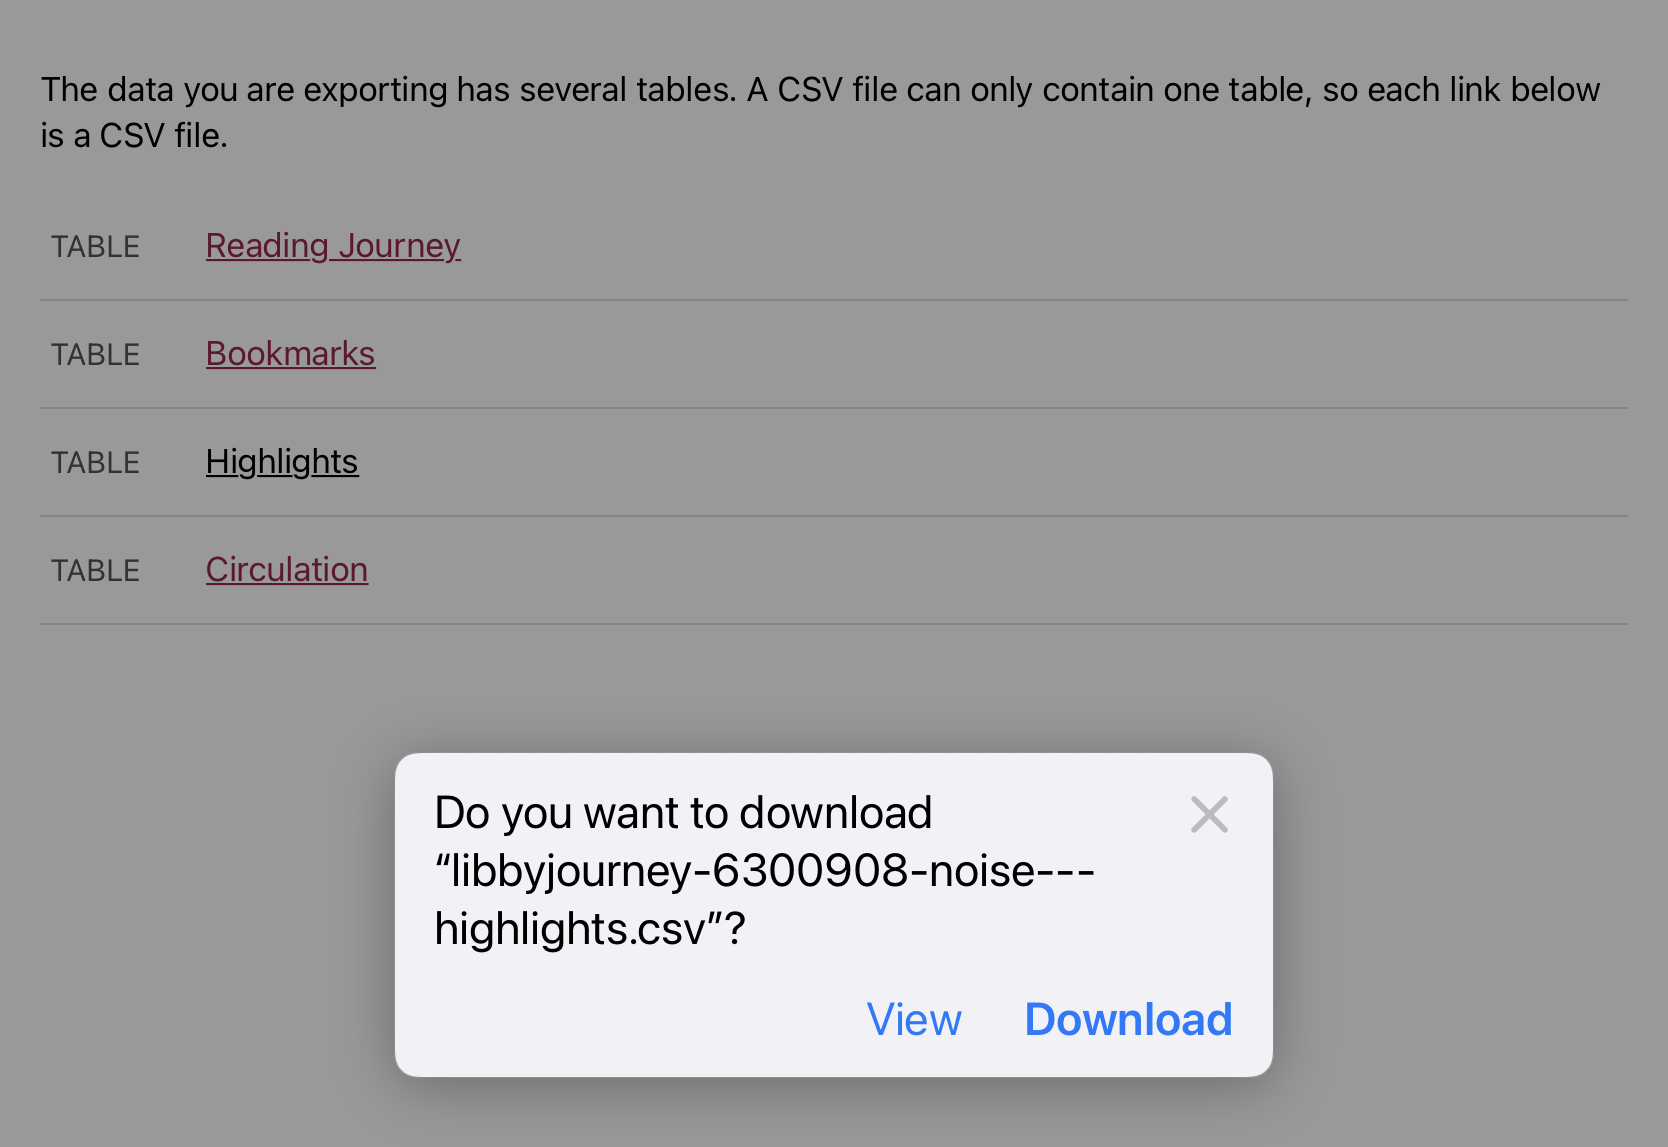 The data you are exporting has several tables. A CSV file can only contain one table, so each link below
is a CSV file.
TABLE Reading Journey
TABLE Bookmarks
TABLE Highlights
TABLE Circulation
Do you want to download
“libbyjourney-6300908-noise---
highlights.csv”?
View Download